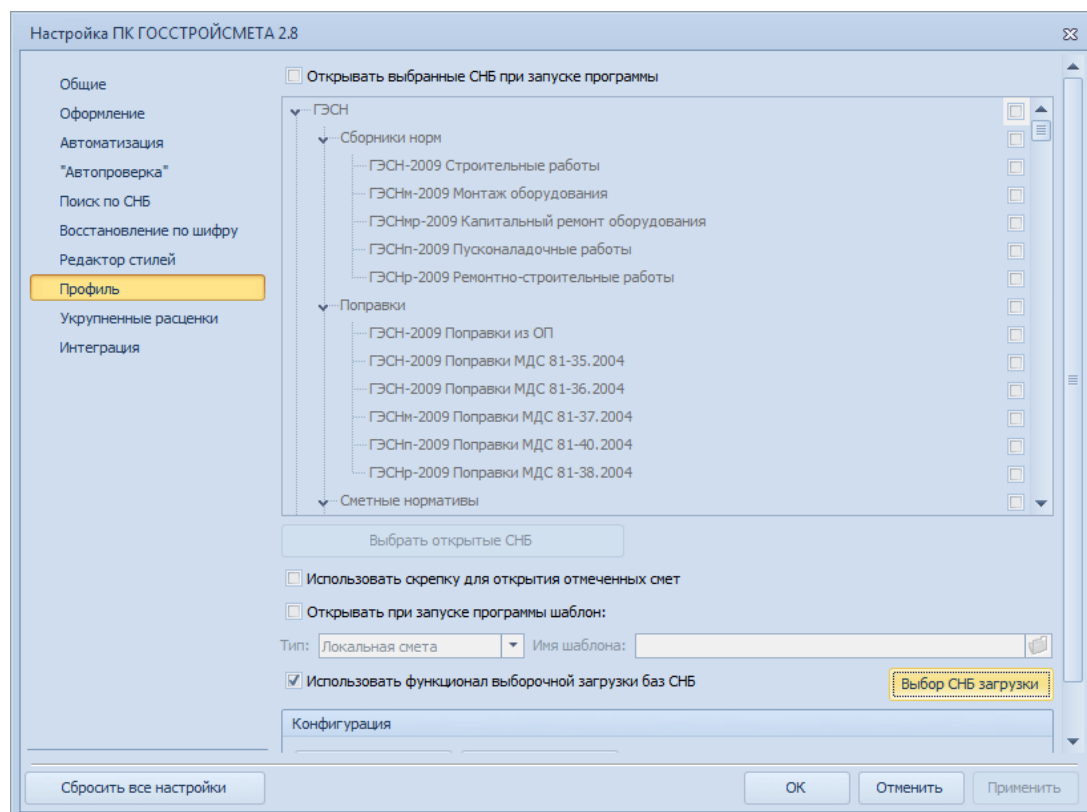 Настройка ПК ГОССТРОЙСМЕТА 2.8
Общие
Оформление
Автоматизация
"Автопроверка"
Поиск по СНБ
Восстановление по шифру
Редактор стилей
Профиль
Укрупненные расценки
Интеграция
Открывать выбранные СНБ при запуске программы
ГЭСН
Сборники норм
ГЭСН-2009 Строительные работы
ГЭСНм-2009 Монтаж оборудования
ГЭСНмр-2009 Капитальный ремонт оборудования
ГЭСНп-2009 Пусконаладочные работы
ГЭСНр-2009 Ремонтно-строительные работы
Поправки
ГЭСН-2009 Поправки из ОП
ГЭСН-2009 Поправки МДС 81-35.2004
ГЭСН-2009 Поправки МДС 81-36.2004
ГЭСНм-2009 Поправки МДС 81-37.2004
ГЭСНп-2009 Поправки МДС 81-40.2004
ГЭСНр-2009 Поправки МДС 81-38.2004
Сметные нормативы
Выбрать открытые СНБ
Использовать скрепку для открытия отмеченных смет
Открывать при запуске программы шаблон:
Тип: Локальная смета Имя шаблона:
Использовать функционал выборочной загрузки баз СНБ Выбор СНБ загрузки
Конфигурация
Сбросить все настройки ОК Отменить Применить